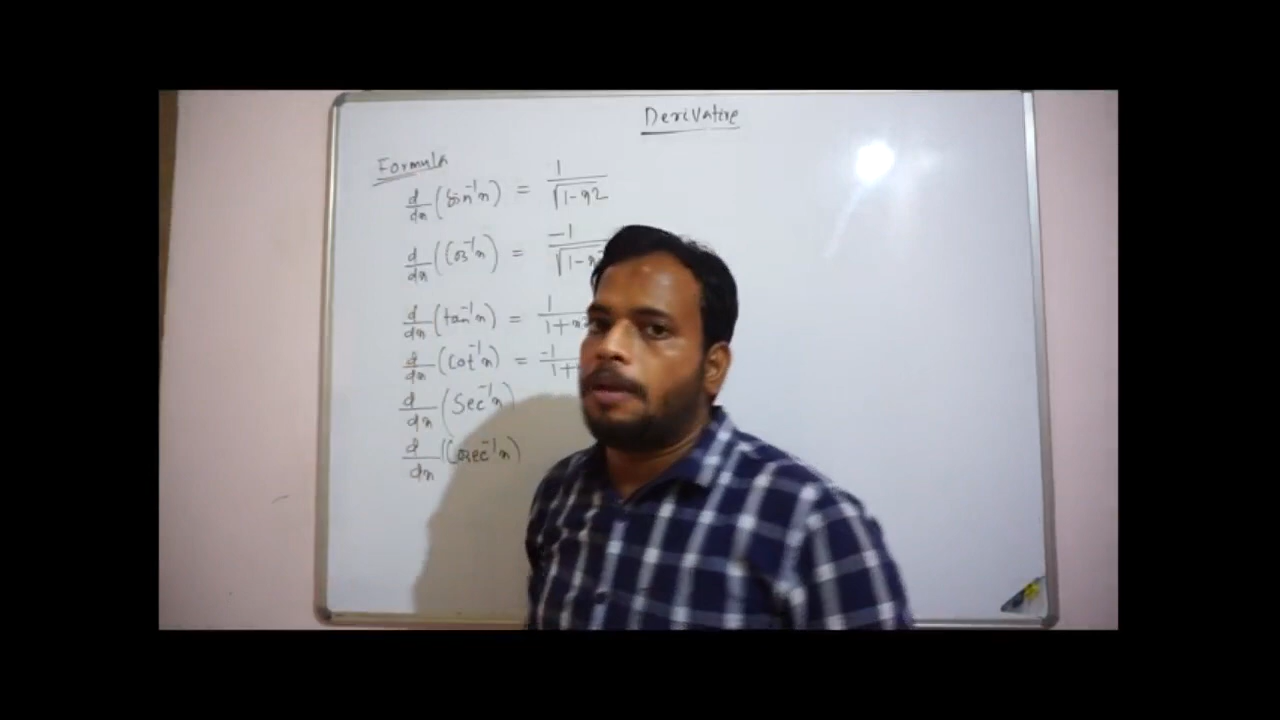 Derivative
Formula
d/dx (Sin⁻¹x) = 1/√1-x2
d/dx (Cos⁻¹x) = -1/√1-x
d/dx (tan⁻¹x) = 1/1+x2
d/dx (Cot⁻¹x) = -1/1+
d/dx (Sec⁻¹x)
d/dx (Cosec⁻¹x)